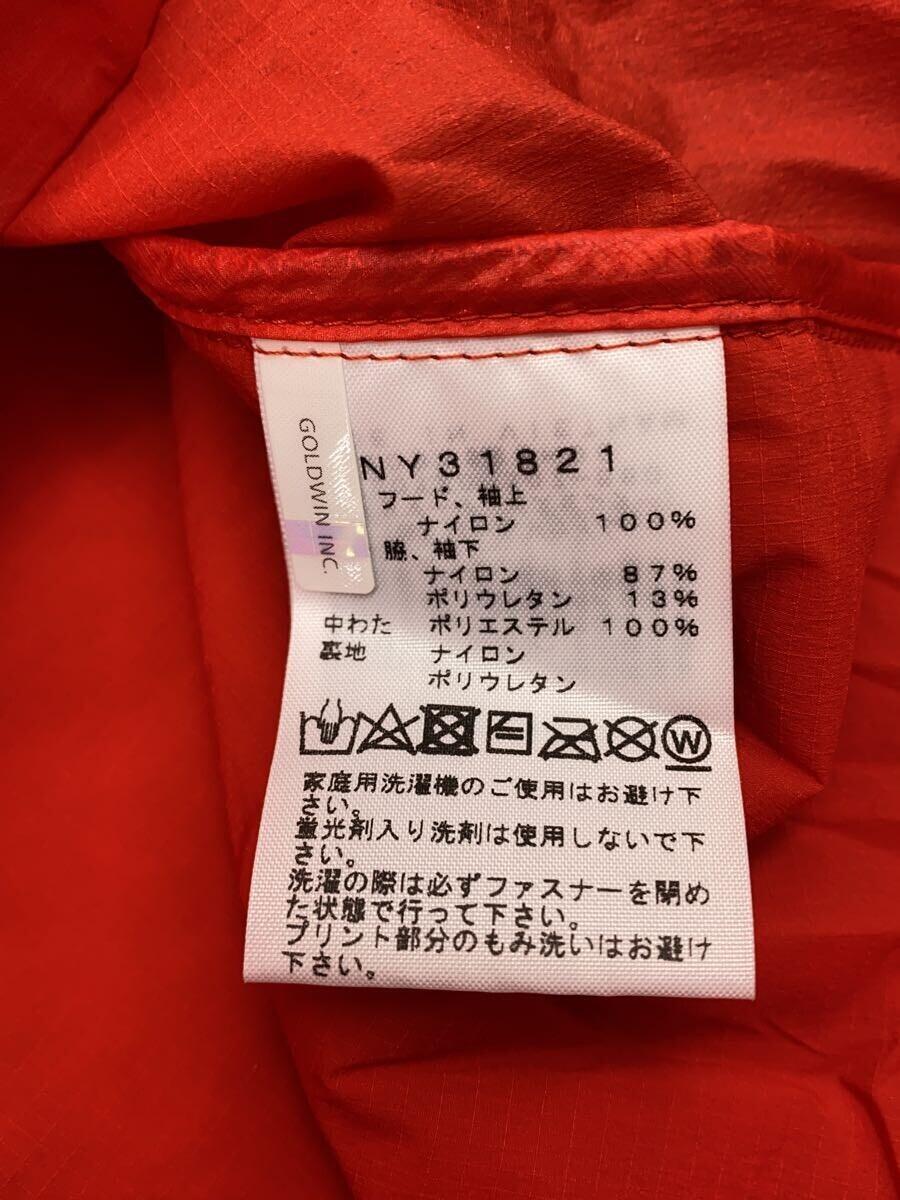 GOLDWIN INC.
NY31821
フード、袖上
ナイロン 100%
脇、袖下
ナイロン 87%
ポリウレタン 13%
中わた ポリエステル 100%
裏地 ナイロン
ポリウレタン
W
家庭用洗濯機のご使用はお避け下
さい。
蛍光剤入り洗剤は使用しないで下
さい。
洗濯の際は必ずファスナーを閉め
た状態で行って下さい。
プリント部分のもみ洗いはお避け
下さい。